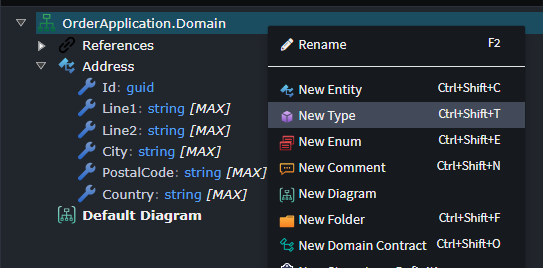 OrderApplication.Domain
References
Address
Id: guid
Line1: string [MAX]
Line2: string [MAX]
City: string [MAX]
PostalCode: string [MAX]
Country: string [MAX]
Default Diagram
Rename F2
New Entity Ctrl+Shift+C
New Type Ctrl+Shift+T
New Enum Ctrl+Shift+E
New Comment Ctrl+Shift+N
New Diagram
New Folder Ctrl+Shift+F
New Domain Contract Ctrl+Shift+O